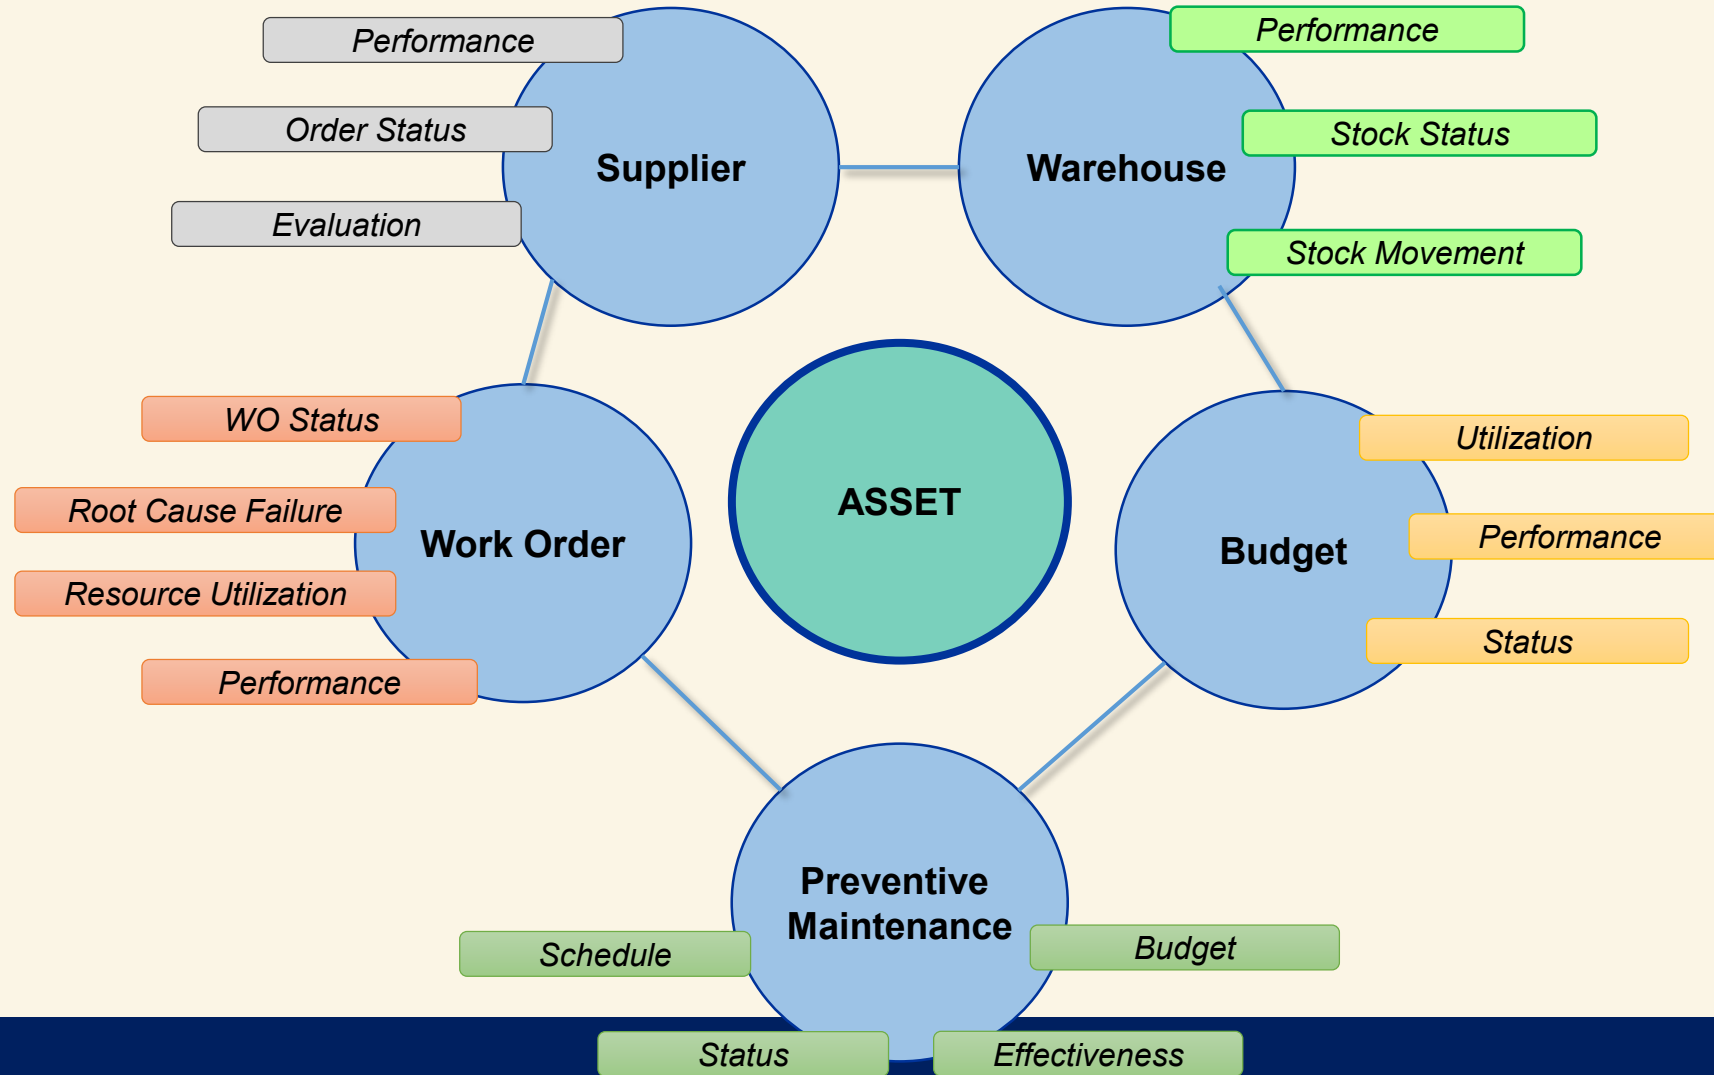 Performance
Order Status
Evaluation
Supplier
Performance
Stock Status
Stock Movement
Warehouse
WO Status
Root Cause Failure
Resource Utilization
Performance
Work Order
ASSET
Utilization
Performance
Status
Budget
Preventive
Maintenance
Schedule
Budget
Status
Effectiveness